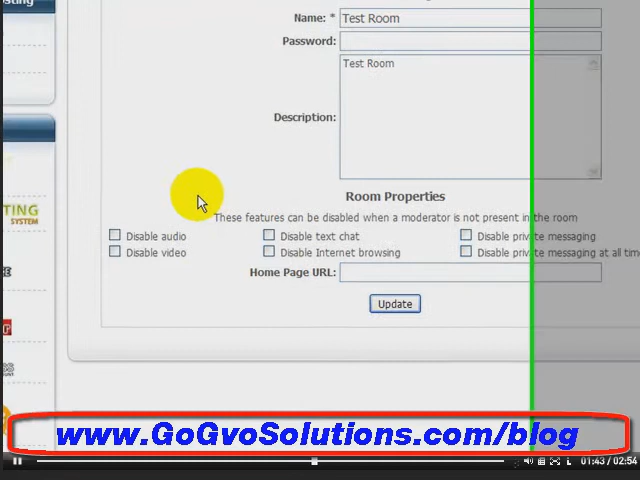 Name: * Test Room
Password:
Test Room
Description:
TING
SYSTEM
Room Properties
These features can be disabled when a moderator is not present in the room
Disable audio Disable text chat Disable private messaging
Disable video Disable Internet browsing Disable private messaging at all tim
Home Page URL:
Update
www.GoGvoSolutions.com/blog
01:43 / 02:54